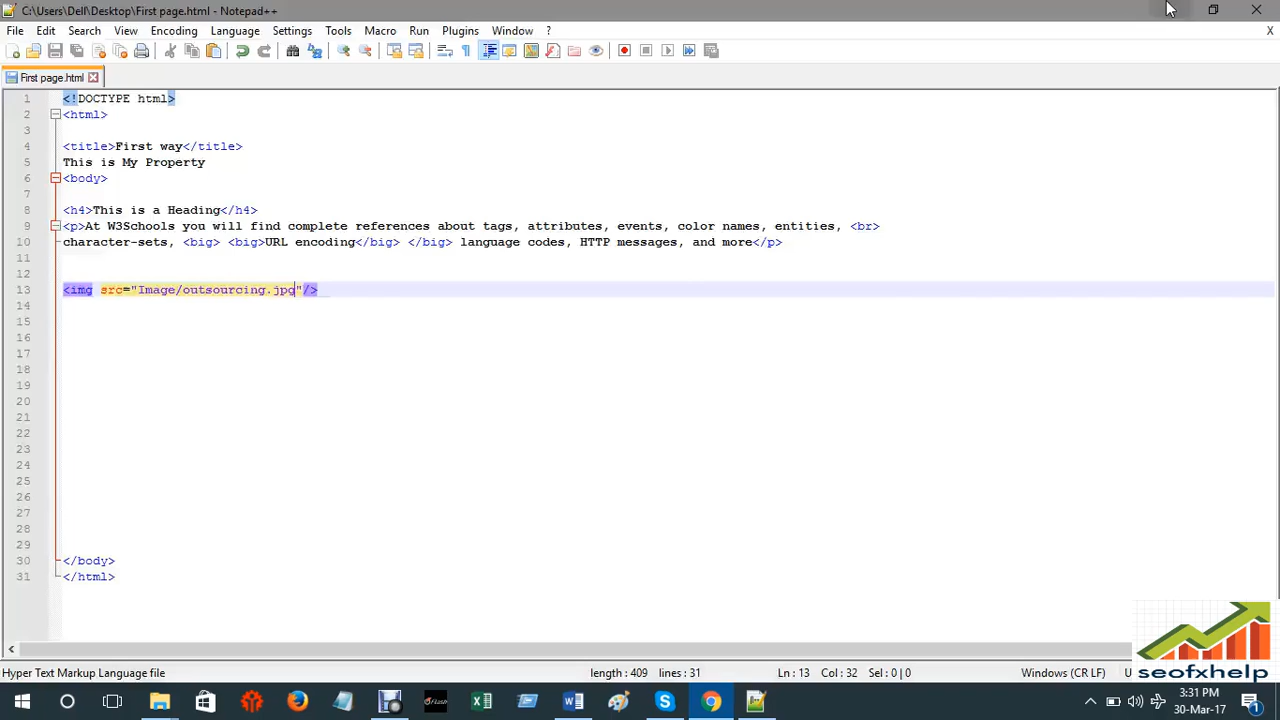 C:\Users\Dell\Desktop\First page.html - Notepad++
File Edit Search View Encoding Language Settings Tools Macro Run Plugins Window ? X
First page.html
1 <!DOCTYPE html>
2 <html>
3
4 <title>First way</title>
5 This is My Property
6 <body>
7
8 <h4>This is a Heading</h4>
9 <p>At W3Schools you will find complete references about tags, attributes, events, color names, entities, <br>
10 character-sets, <big> <big>URL encoding</big> </big> language codes, HTTP messages, and more</p>
11
12
13 <img src="Image/outsourcing.jpg"/>
14
15
16
17
18
19
20
21
22
23
24
25
26
27
28
29
30 </body>
31 </html>
seofxhelp
Hyper Text Markup Language file length : 409 lines : 31 Ln : 13 Col : 32 Sel : 0 | 0 Windows (CR LF)
3:31 PM
30-Mar-17